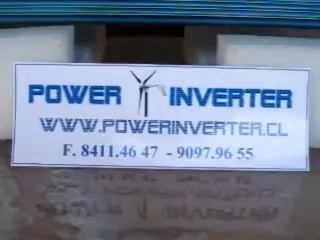 POWER INVERTER
WWW.POWERINVERTER.CL
F. 8411.46 47 - 9097.96 55